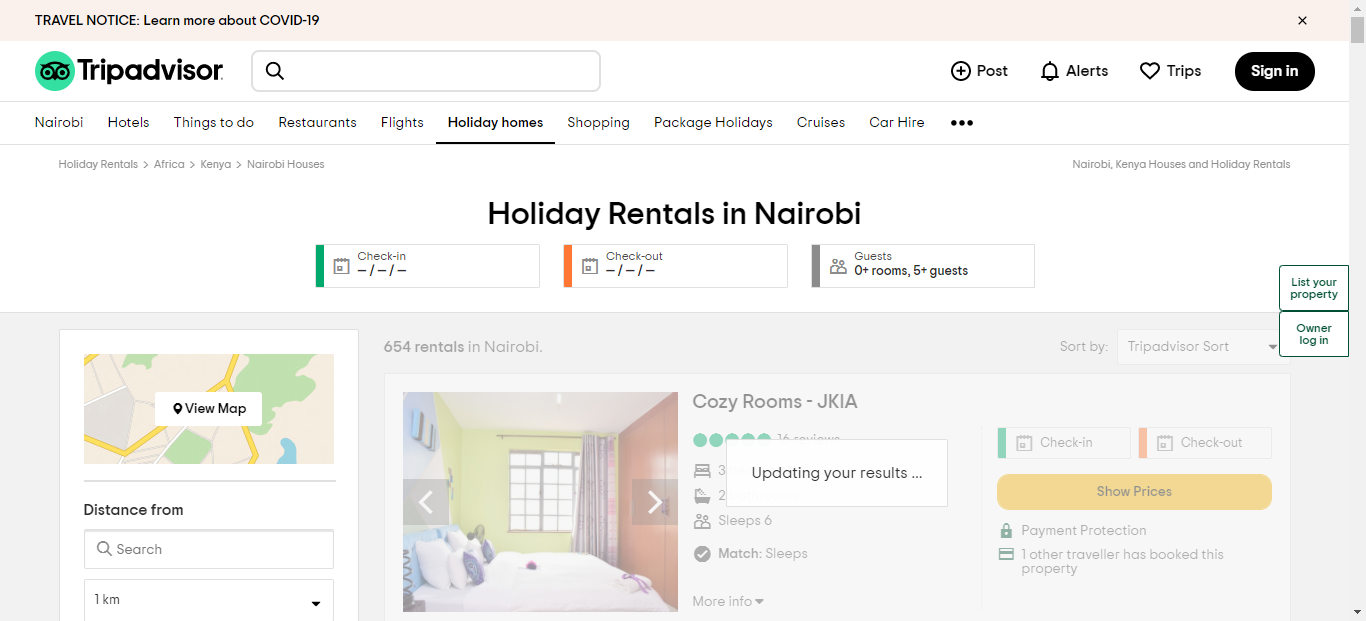 TRAVEL NOTICE: Learn more about COVID-19
Tripadvisor
Post
Alerts
Trips
Sign in
Nairobi
Hotels
Things to do
Restaurants
Flights
Holiday homes
Shopping
Package Holidays
Cruises
Car Hire
Holiday Rentals > Africa > Kenya > Nairobi Houses
Nairobi, Kenya Houses and Holiday Rentals
Holiday Rentals in Nairobi
Check-in
– / – / –
Check-out
– / – / –
Guests
0+ rooms, 5+ guests
List your
property
Owner
log in
View Map
Distance from
Search
1 km
654 rentals in Nairobi.
Sort by:
Tripadvisor Sort
Cozy Rooms - JKIA
16 reviews
3
2
Sleeps 6
Match: Sleeps
More info
Updating your results ...
Check-in
Check-out
Show Prices
Payment Protection
1 other traveller has booked this
property